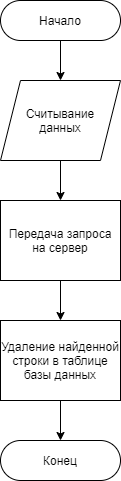 Начало
Считывание
данных
Передача запроса
на сервер
Удаление найденной
строки в таблице
базы данных
Конец